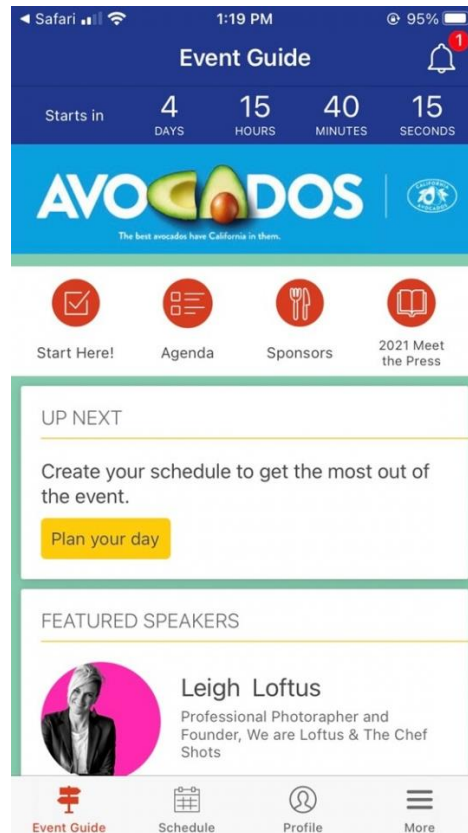 Safari 1:19 PM 95%
Event Guide
1
Starts in 4 15 40 15
DAYS HOURS MINUTES SECONDS
AVOCADOS
The best avocados have California in them.
Start Here! Agenda Sponsors 2021 Meet
the Press
UP NEXT
Create your schedule to get the most out of
the event.
Plan your day
FEATURED SPEAKERS
Leigh Loftus
Professional Photorapher and
Founder, We are Loftus & The Chef
Shots
Event Guide Schedule Profile More